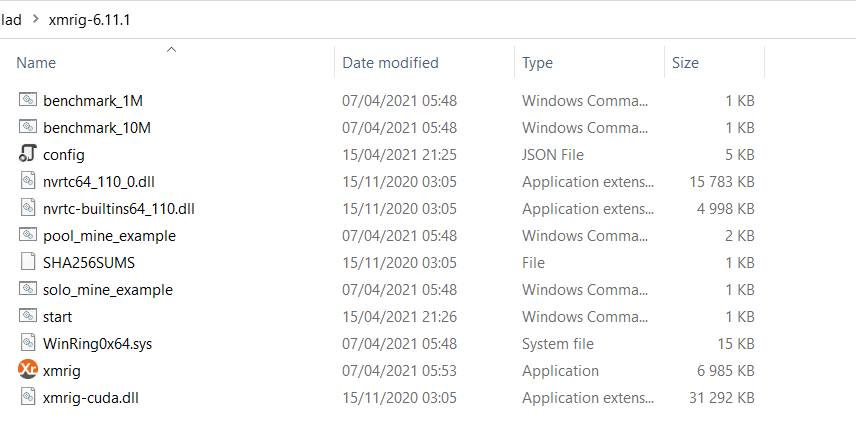 lad > xmrig-6.11.1
Name Date modified Type Size
benchmark_1M 07/04/2021 05:48 Windows Comma... 1 KB
benchmark_10M 07/04/2021 05:48 Windows Comma... 1 KB
config 15/04/2021 21:25 JSON File 5 KB
nvrtc64_110_0.dll 15/11/2020 03:05 Application extens... 15 783 KB
nvrtc-builtins64_110.dll 15/11/2020 03:05 Application extens... 4 998 KB
pool_mine_example 07/04/2021 05:48 Windows Comma... 2 KB
SHA256SUMS 15/11/2020 03:05 File 1 KB
solo_mine_example 07/04/2021 05:48 Windows Comma... 1 KB
start 15/04/2021 21:26 Windows Comma... 1 KB
WinRing0x64.sys 07/04/2021 05:48 System file 15 KB
Xr xmrig 07/04/2021 05:53 Application 6 985 KB
xmrig-cuda.dll 15/11/2020 03:05 Application extens... 31 292 KB